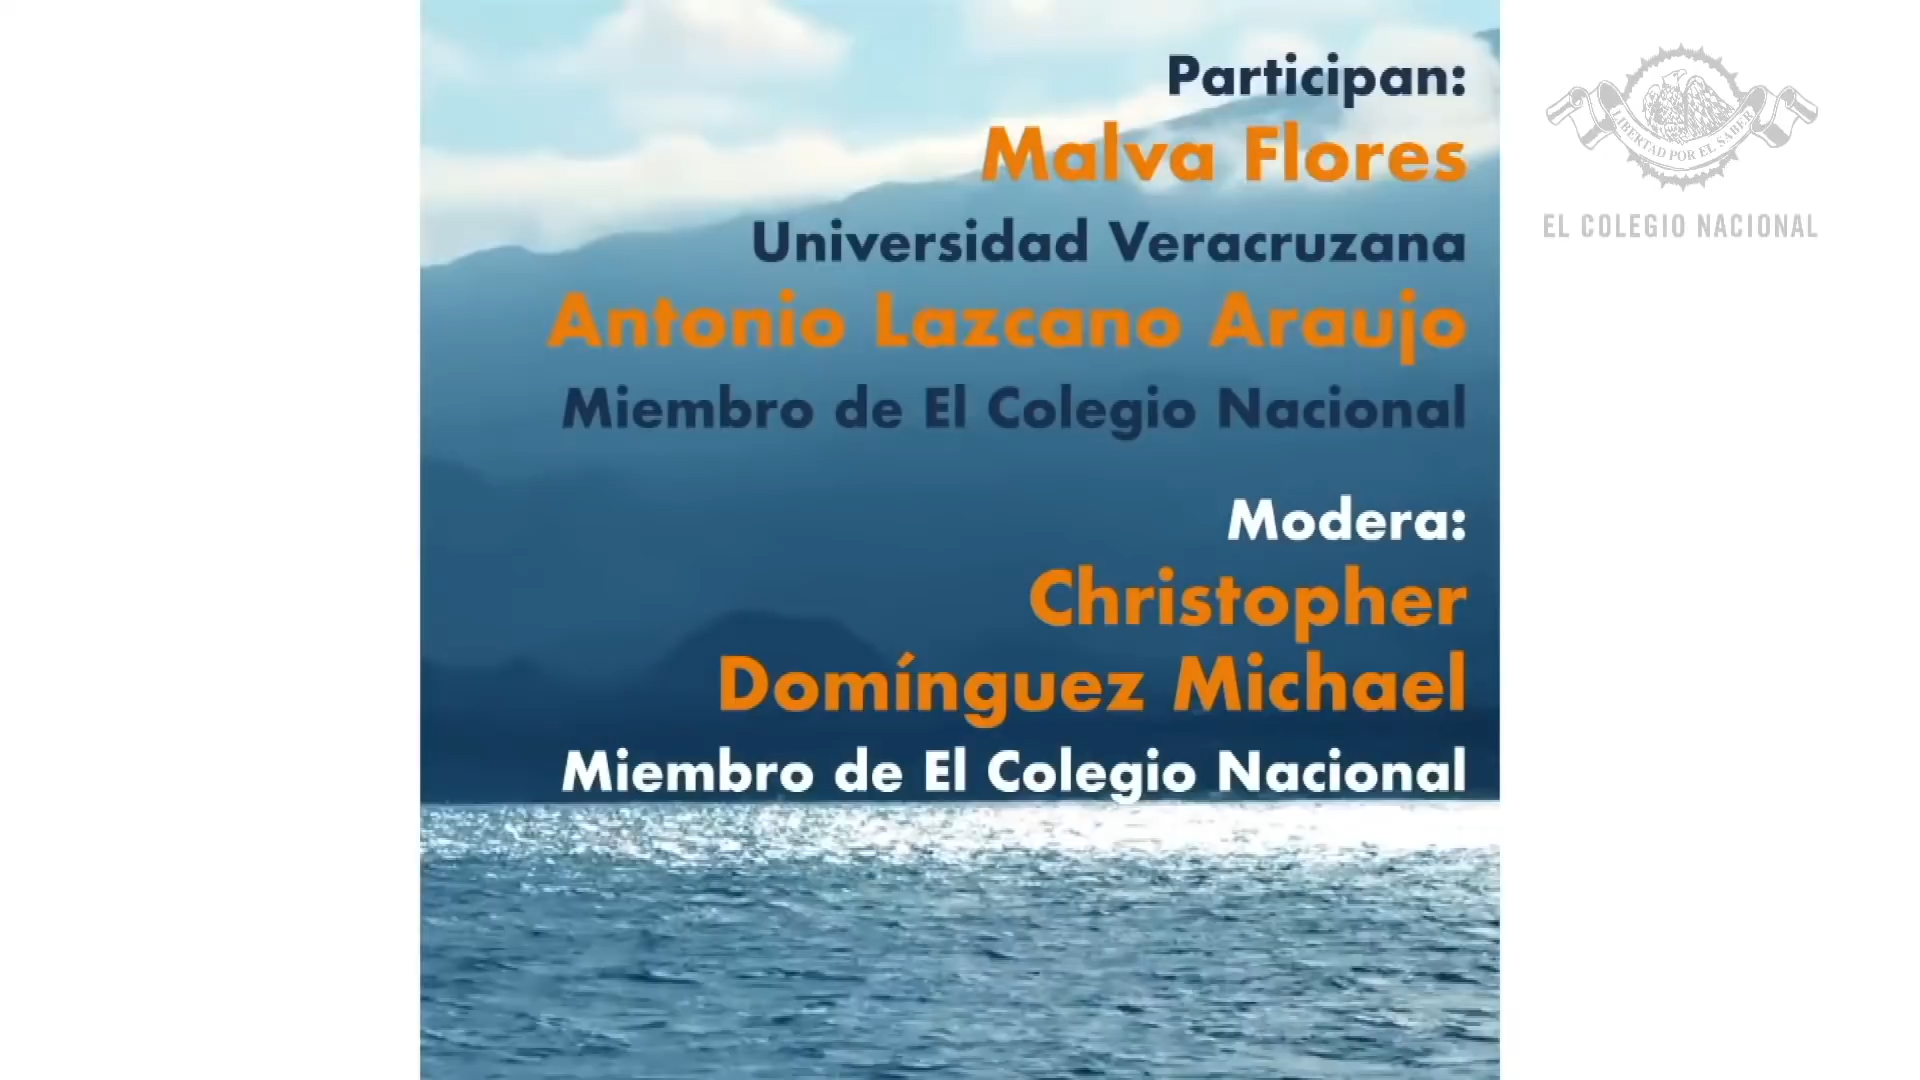 Participan:
Malva Flores
Universidad Veracruzana
Antonio Lazcano Araujo
Miembro de El Colegio Nacional
Modera:
Christopher
Domínguez Michael
Miembro de El Colegio Nacional
LIBERTAD POR EL SABER
EL COLEGIO NACIONAL